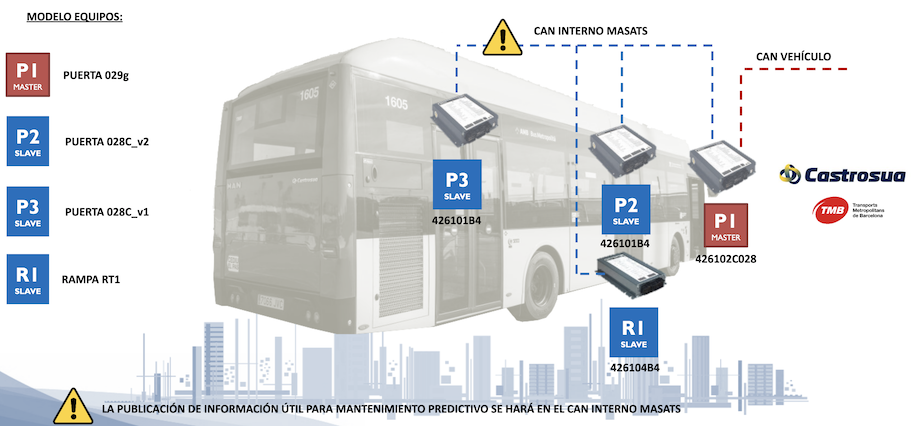 MODELO EQUIPOS:
P1
MASTER
PUERTA 029g
P2
SLAVE
PUERTA 028C_v2
P3
SLAVE
PUERTA 028C_v1
R1
SLAVE
RAMPA RT1
CAN INTERNO MASATS
CAN VEHÍCULO
1605
1605
P3
SLAVE
426101B4
P2
SLAVE
426101B4
P1
MASTER
426102C028
R1
SLAVE
426104B4
Castrosua
TMB
Transports
Metropolitans
de Barcelona
Castrosua
LA PUBLICACIÓN DE INFORMACIÓN ÚTIL PARA MANTENIMIENTO PREDICTIVO SE HARÁ EN EL CAN INTERNO MASATS